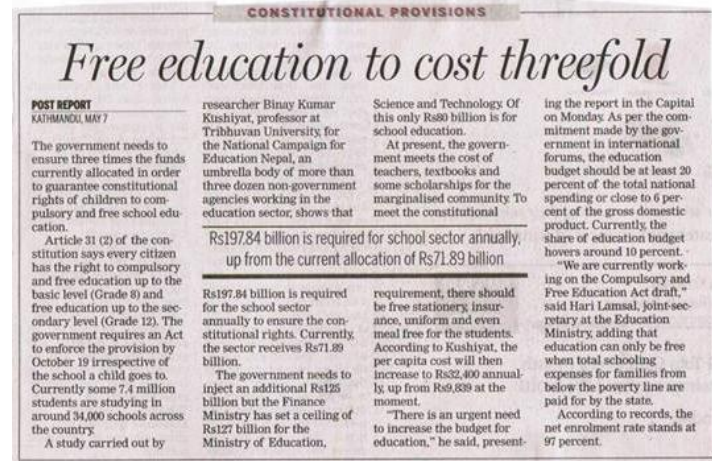 CONSTITUTIONAL PROVISIONS
Free education to cost threefold
POST REPORT
KATHMANDU, MAY 7
The government needs to
ensure three times the funds
currently allocated in order
to guarantee constitutional
rights of children to com-
pulsory and free school edu-
cation.
Article 31 (2) of the con-
stitution says every citizen
has the right to compulsory
and free education up to the
basic level (Grade 8) and
free education up to the sec-
ondary level (Grade 12). The
government requires an Act
to enforce the provision by
October 19 irrespective of
the school a child goes to.
Currently some 7.4 million
students are studying in
around 34,000 schools across
the country.
A study carried out by
researcher Binay Kumar
Kushiyat, professor at
Tribhuvan University, for
the National Campaign for
Education Nepal, an
umbrella body of more than
three dozen non-government
agencies working in the
education sector, shows that
Rs197.84 billion is required for school sector annually,
up from the current allocation of Rs71.89 billion
Rs197.84 billion is required
for the school sector
annually to ensure the con-
stitutional rights. Currently,
the sector receives Rs71.89
billion.
The government needs to
inject an additional Rs125
billion but the Finance
Ministry has set a ceiling of
Rs127 billion for the
Ministry of Education,
Science and Technology. Of
this only Rs80 billion is for
school education.
At present, the govern-
ment meets the cost of
teachers, textbooks and
some scholarships for the
marginalised community. To
meet the constitutional
requirement, there should
be free stationery, insur-
ance, uniform and even
meal free for the students.
According to Kushiyat, the
per capita cost will then
increase to Rs32,400 annual-
ly, up from Rs9,839 at the
moment.
"There is an urgent need
to increase the budget for
education," he said, present-
ing the report in the Capital
on Monday. As per the com-
mitment made by the gov-
ernment in international
forums, the education
budget should be at least 20
percent of the total national
spending or close to 6 per-
cent of the gross domestic
product. Currently, the
share of education budget
hovers around 10 percent.
"We are currently work-
ing on the Compulsory and
Free Education Act draft,"
said Hari Lamsal, joint-sec-
retary at the Education
Ministry, adding that
education can only be free
when total schooling
expenses for families from
below the poverty line are
paid for by the state.
According to records, the
net enrolment rate stands at
97 percent.